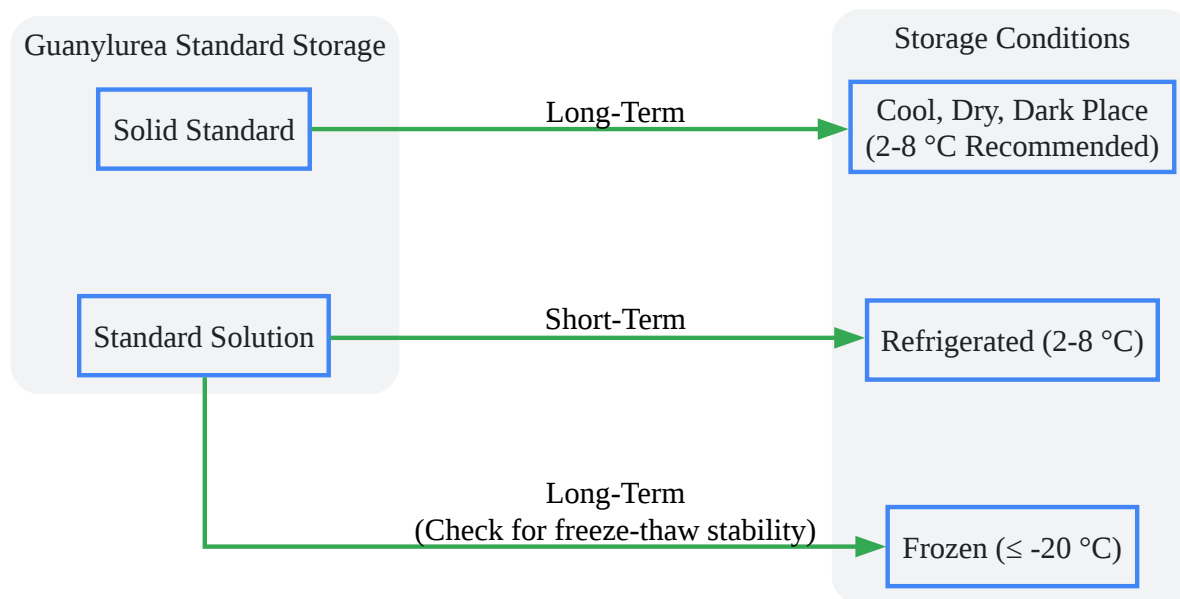 Guanylurea Standard Storage
Storage Conditions
Solid Standard
Long-Term
Cool, Dry, Dark Place
(2-8 °C Recommended)
Standard Solution
Short-Term
Refrigerated (2-8 °C)
Long-Term
(Check for freeze-thaw stability)
Frozen (≤ -20 °C)